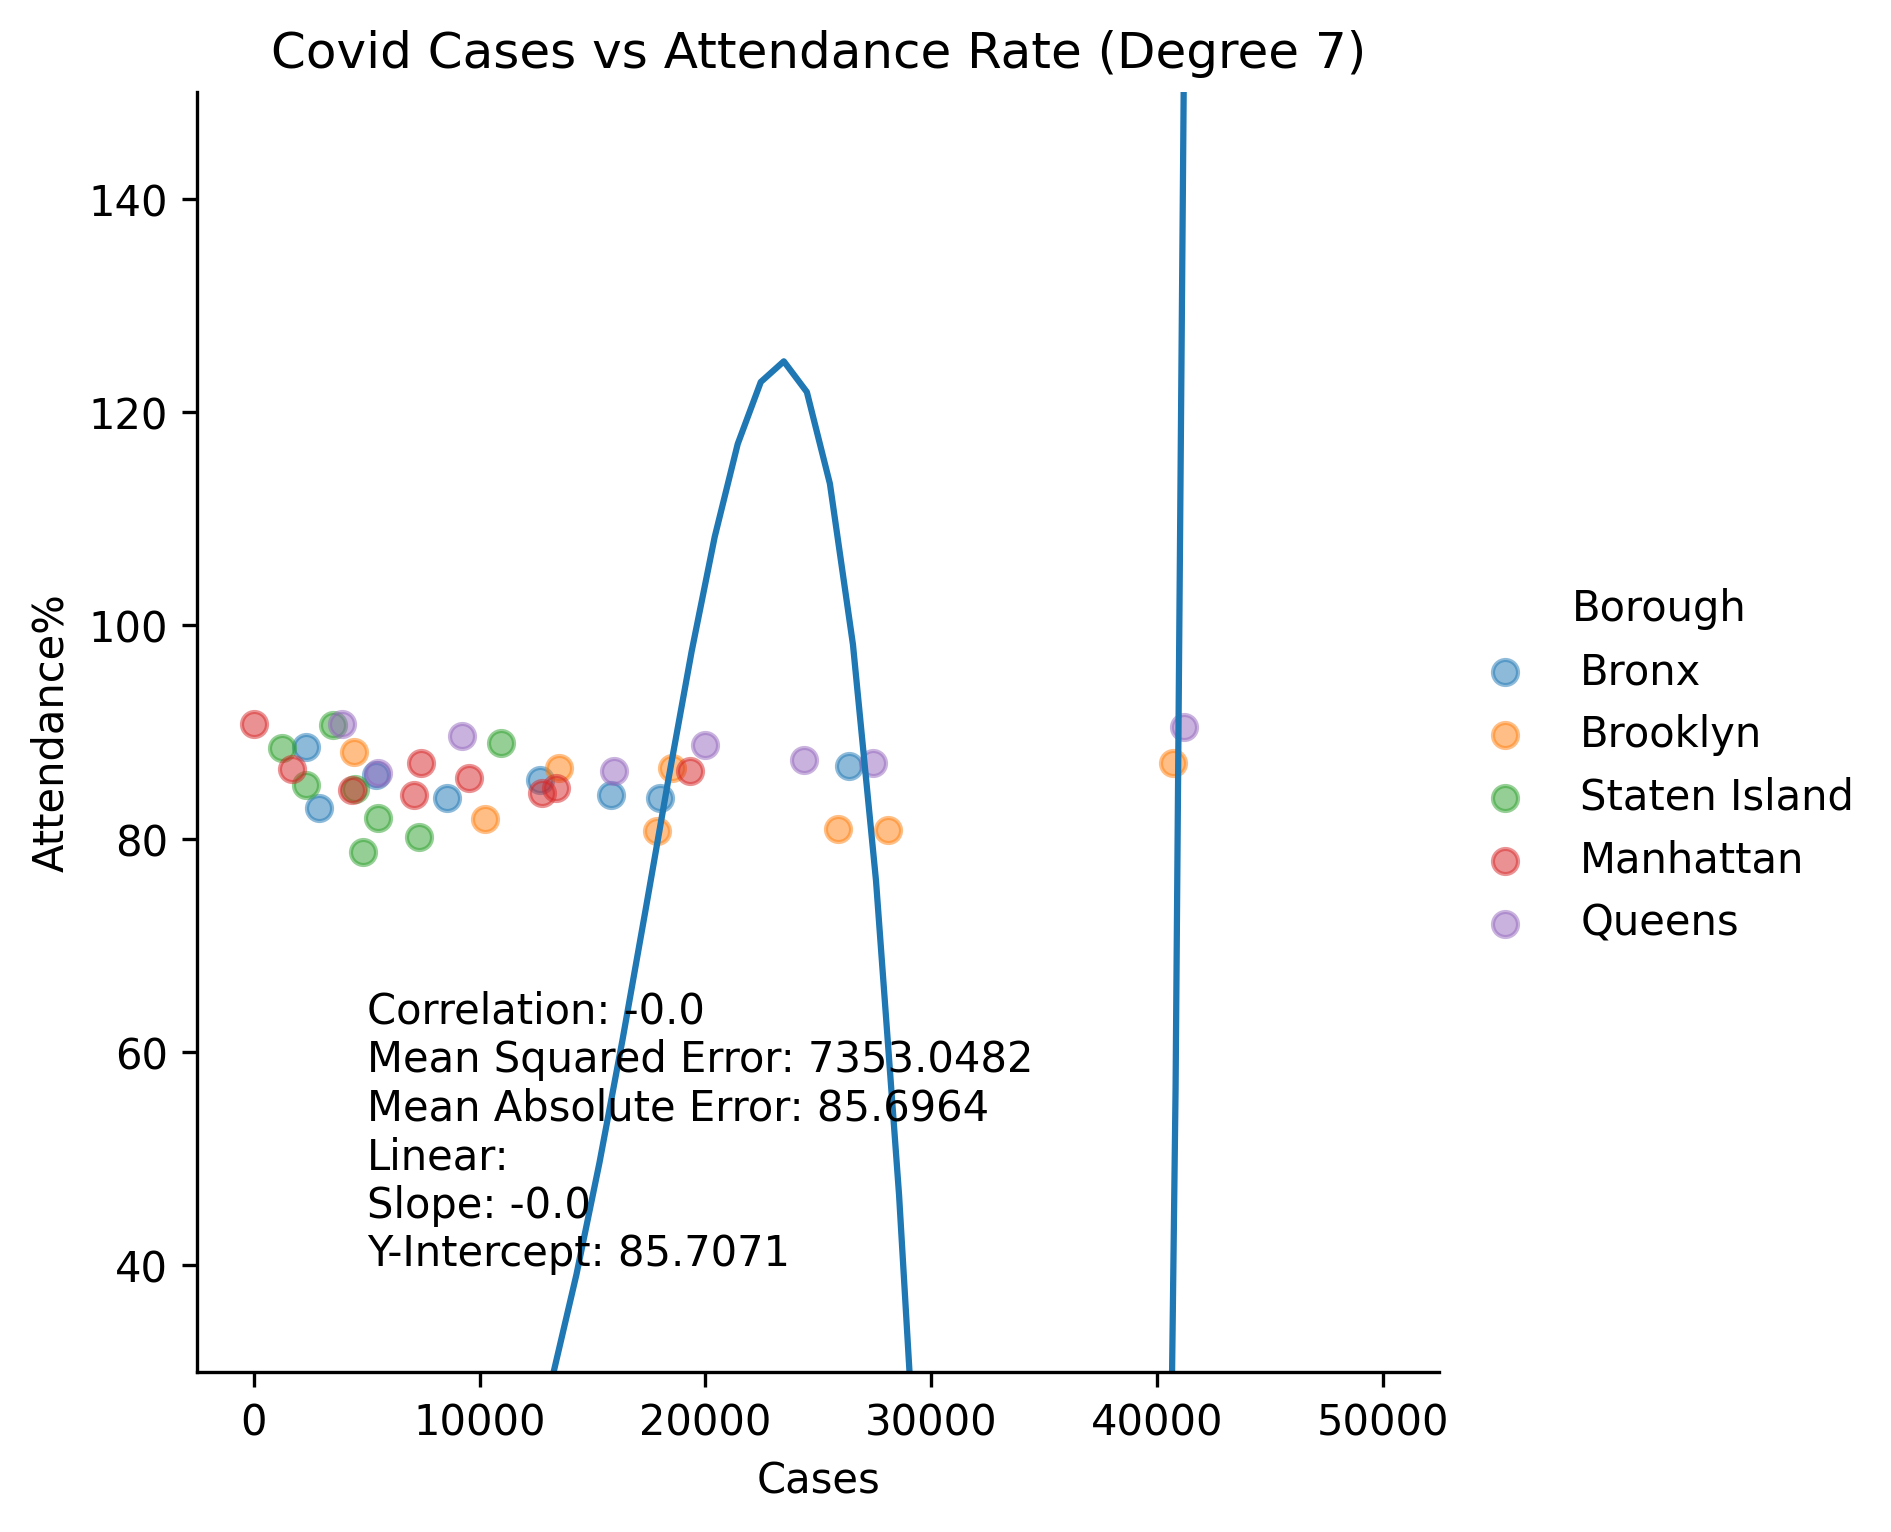 Covid Cases vs Attendance Rate (Degree 7)
140
120
100
80
60
40
Attendance%
Correlation: -0.0
Mean Squared Error: 7353.0482
Mean Absolute Error: 85.6964
Linear:
Slope: -0.0
Y-Intercept: 85.7071
0 10000 20000 30000 40000 50000
Cases
Borough
Bronx
Brooklyn
Staten Island
Manhattan
Queens